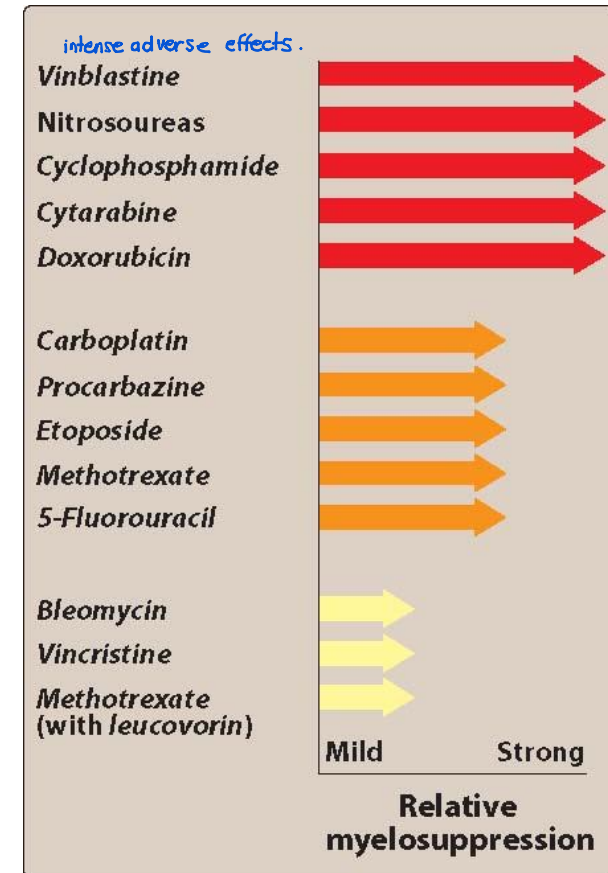 intense adverse effects.
Vinblastine
Nitrosoureas
Cyclophosphamide
Cytarabine
Doxorubicin
Carboplatin
Procarbazine
Etoposide
Methotrexate
5-Fluorouracil
Bleomycin
Vincristine
Methotrexate
(with leucovorin)
Mild Strong
Relative
myelosuppression